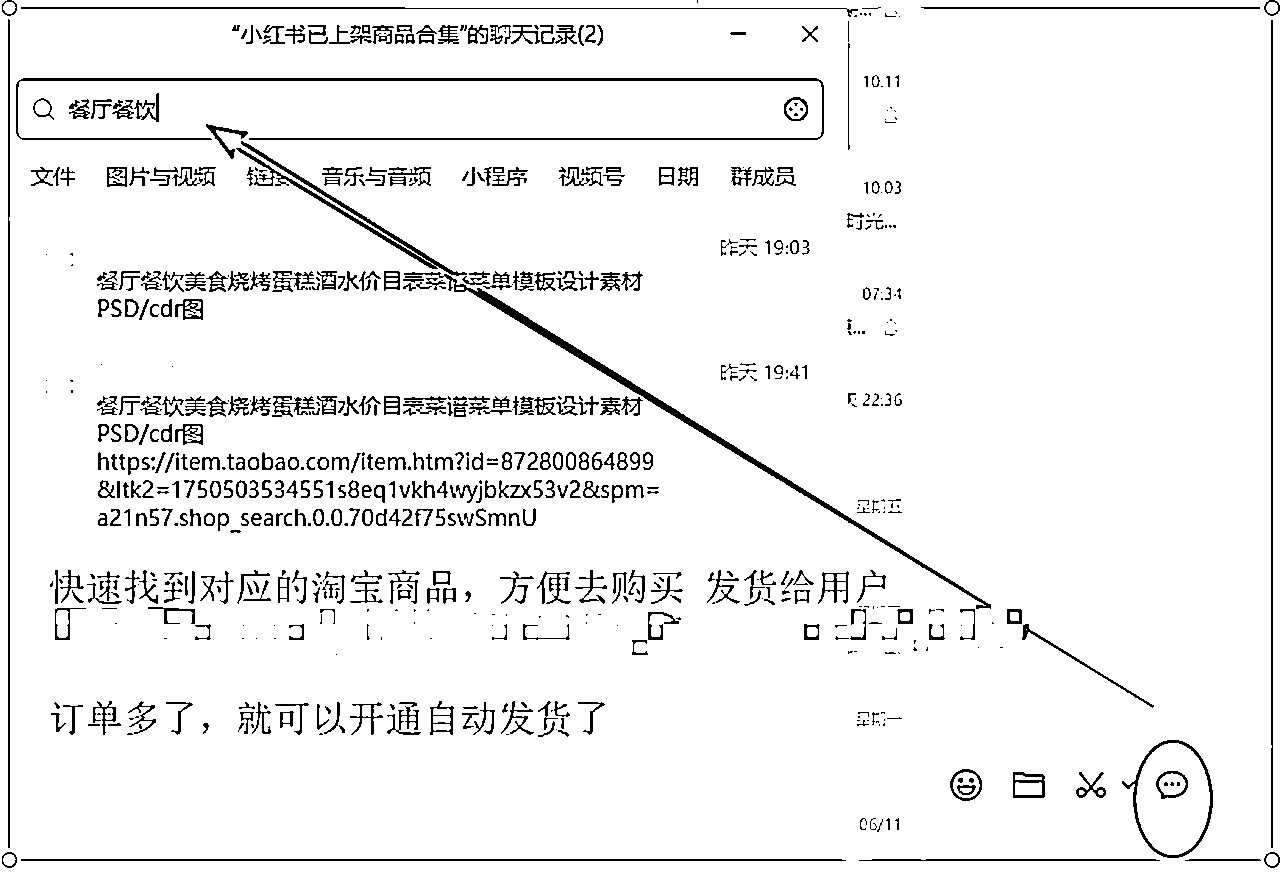 “小红书已上架商品合集”的聊天记录(2)
餐厅餐饮
文件 图片与视频 链接 音乐与音频 小程序 视频号 日期 群成员
昨天 19:03
餐厅餐饮美食烧烤蛋糕酒水价目表菜谱菜单模板设计素材
PSD/cdr图
昨天 19:41
餐厅餐饮美食烧烤蛋糕酒水价目表菜谱菜单模板设计素材
PSD/cdr图
https://item.taobao.com/item.htm?id=872800864899
&ltk2=1750503534551s8eq1vkh4wyjbkzx53v2&spm=
a21n57.shop_search.0.0.70d42f75swSmnU
快速找到对应的淘宝商品，方便去购买 发货给用户
订单多了，就可以开通自动发货了
10:11
10:03
时光...
07:34
22:36
星期五
星期一
06/11